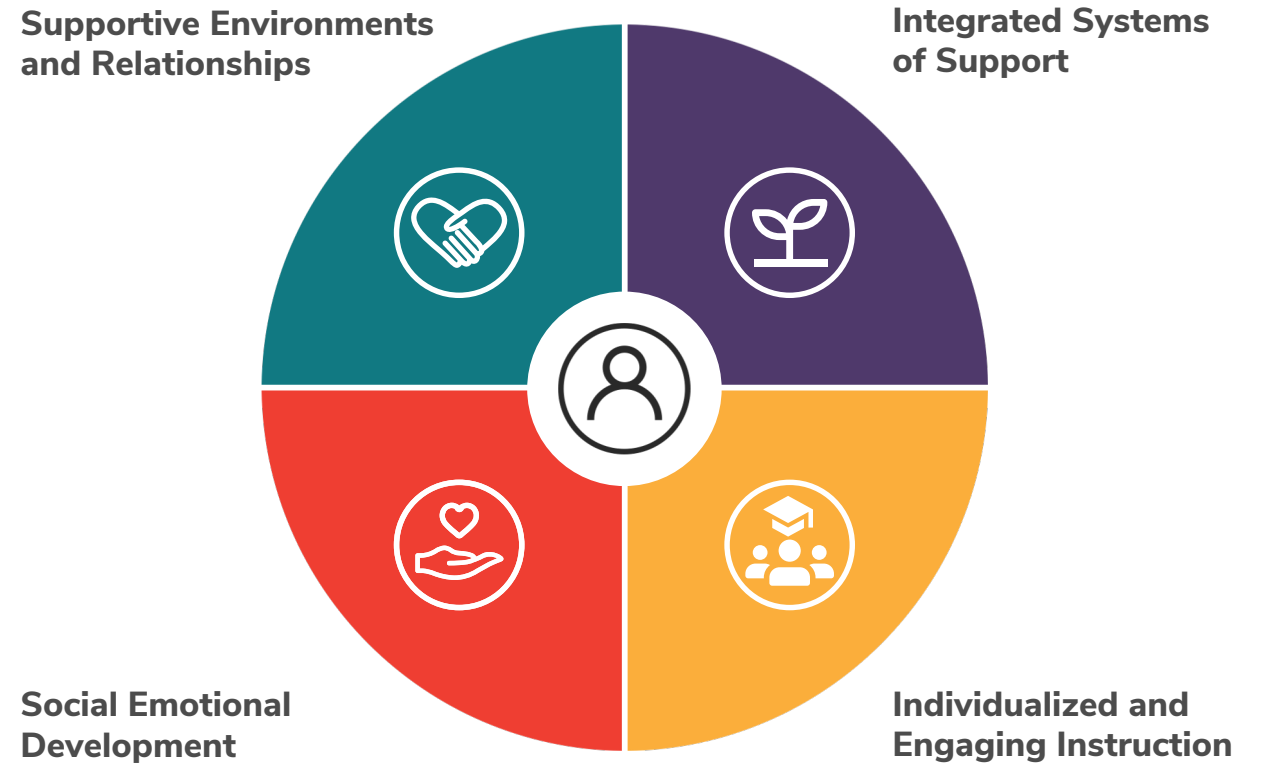 Supportive Environments
and Relationships
Integrated Systems
of Support
Social Emotional
Development
Individualized and
Engaging Instruction